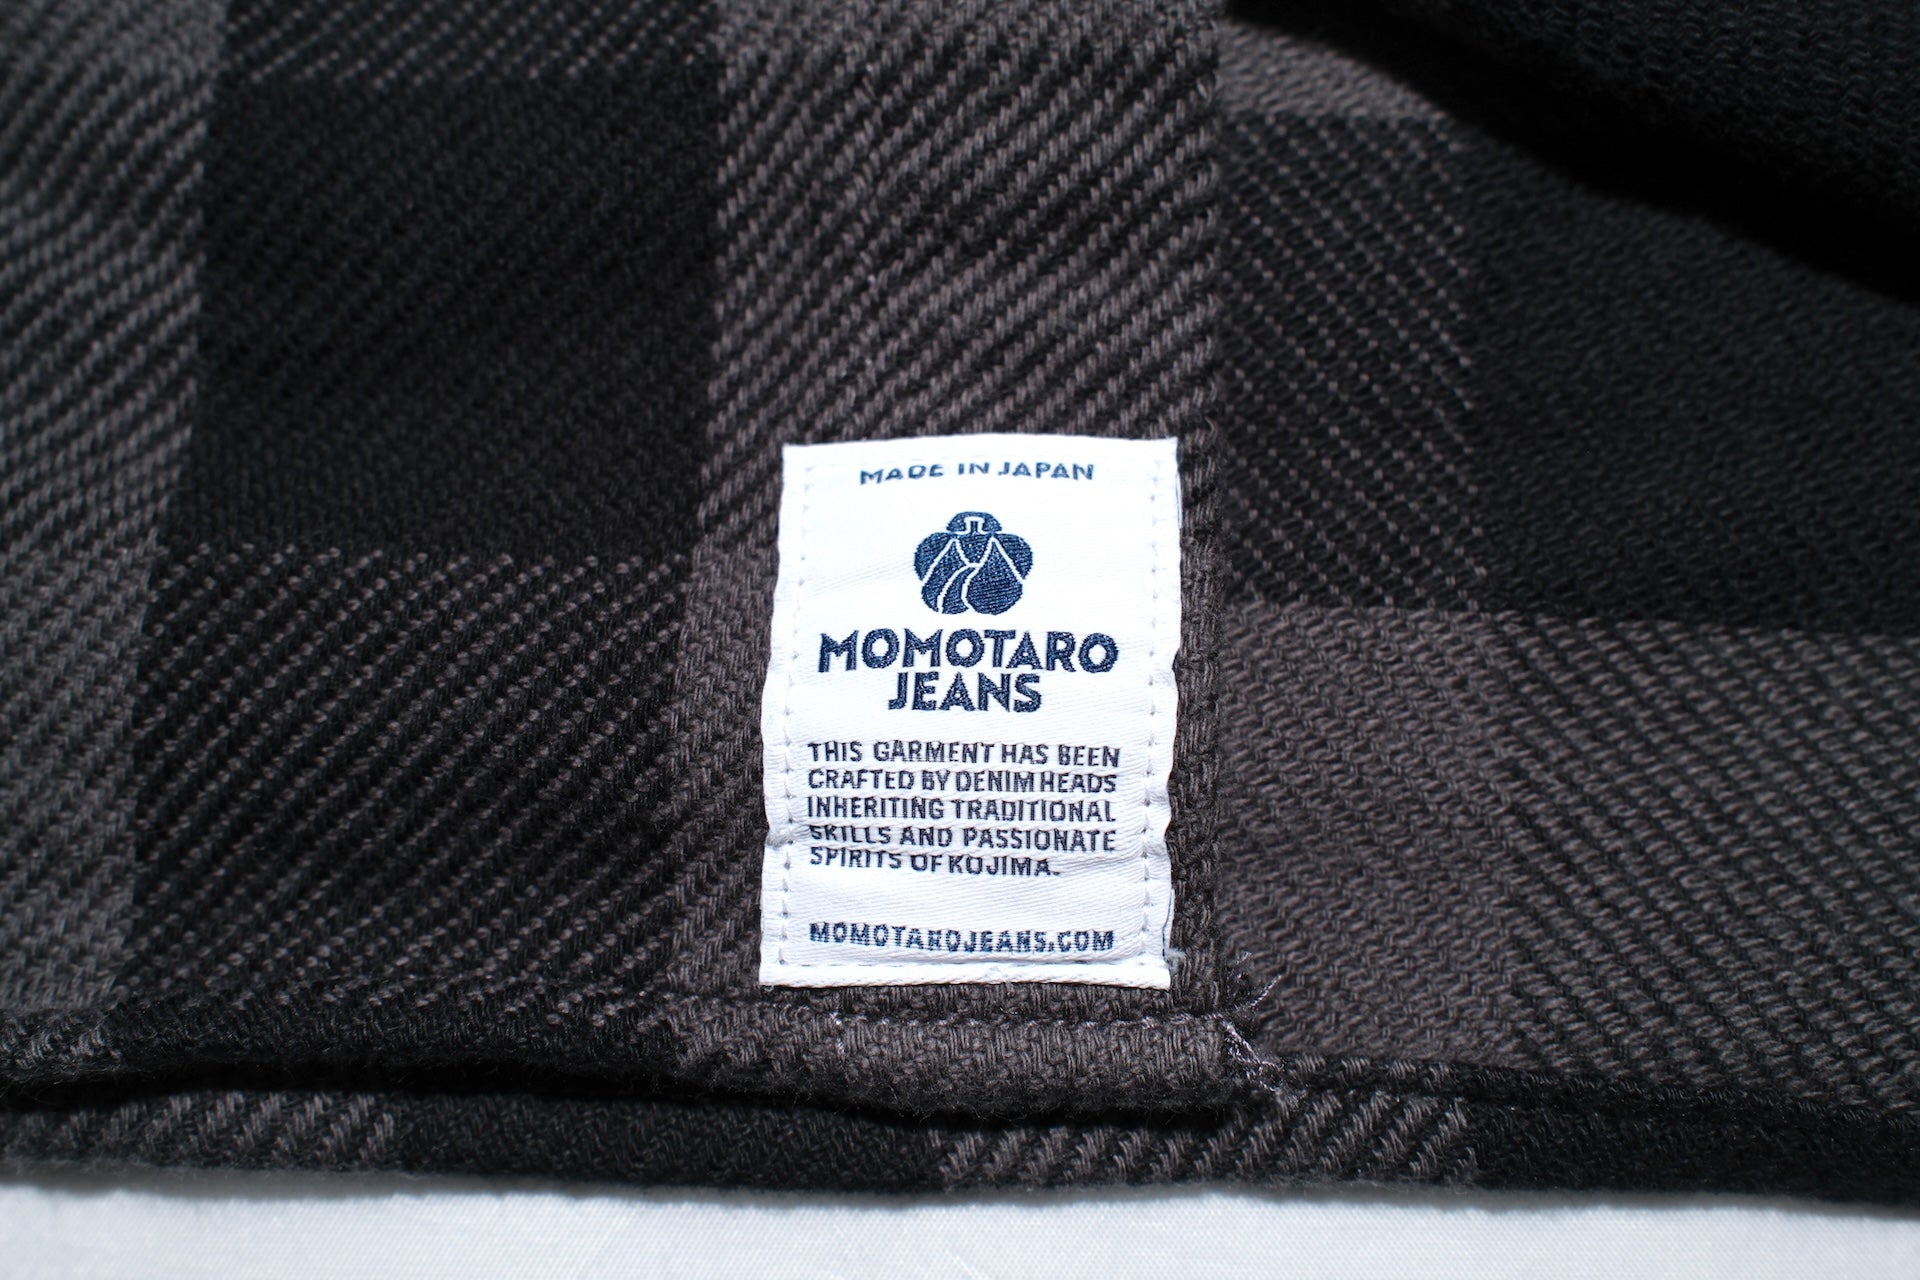 MADE IN JAPAN
MOMOTARO
JEANS
THIS GARMENT HAS BEEN
CRAFTED BY DENIM HEADS
INHERITING TRADITIONAL
SKILLS AND PASSIONATE
SPIRITS OF KOJIMA.
MOMOTAROJEANS.COM